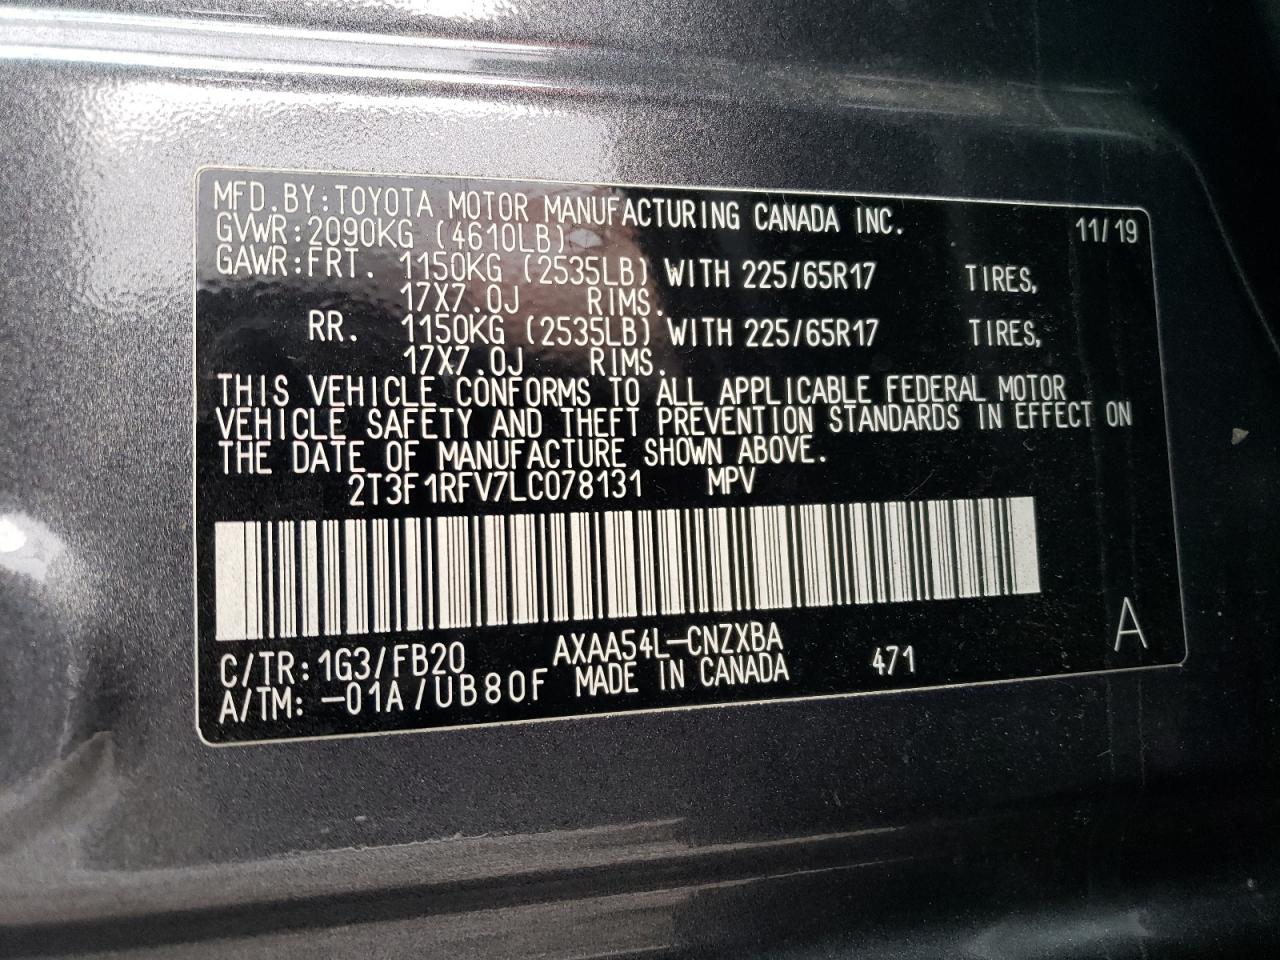 MFD.BY:TOYOTA MOTOR MANUFACTURING CANADA INC. 11/19
GVWR:2090KG (4610LB)
GAWR:FRT. 1150KG (2535LB) WITH 225/65R17 TIRES,
17X7.0J RIMS.
RR. 1150KG (2535LB) WITH 225/65R17 TIRES,
17X7.0J RIMS.
THIS VEHICLE CONFORMS TO ALL APPLICABLE FEDERAL MOTOR
VEHICLE SAFETY AND THEFT PREVENTION STANDARDS IN EFFECT ON
THE DATE OF MANUFACTURE SHOWN ABOVE.
2T3F1RFV7LC078131 MPV
C/TR:1G3/FB20 AXAA54L-CNZXBA A
A/TM: -01A/UB80F MADE IN CANADA 471